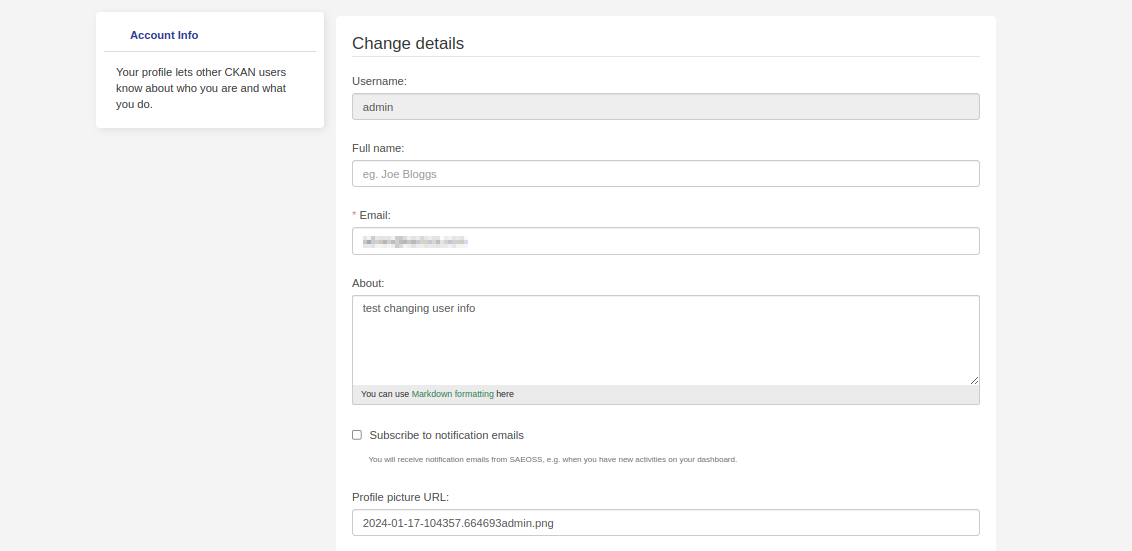 Account Info
Your profile lets other CKAN users
know about who you are and what
you do.
Change details
Username:
admin
Full name:
eg. Joe Bloggs
* Email:
About:
test changing user info
You can use Markdown formatting here
Subscribe to notification emails
You will receive notification emails from SAEOSS, e.g. when you have new activities on your dashboard.
Profile picture URL:
2024-01-17-104357.664693admin.png